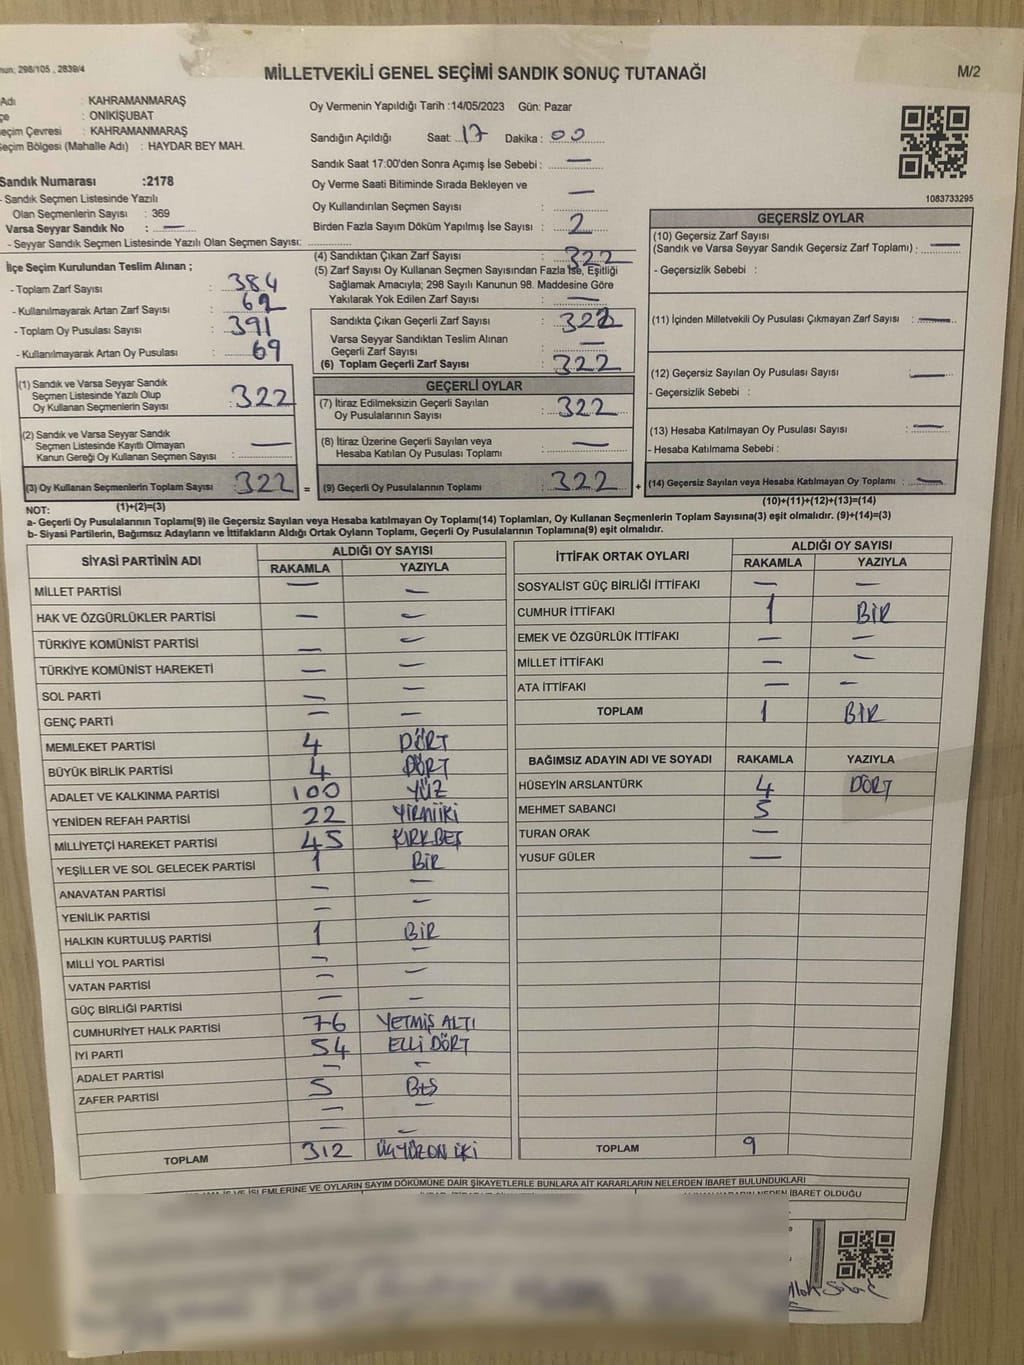 nun; 298/105 , 2839/4
MİLLETVEKİLİ GENEL SEÇİMİ SANDIK SONUÇ TUTANAĞI
M/2
Adı : KAHRAMANMARAŞ
çe : ONİKİŞUBAT
eçim Çevresi : KAHRAMANMARAŞ
eçim Bölgesi (Mahalle Adı) : HAYDAR BEY MAH.
Oy Vermenin Yapıldığı Tarih :14/05/2023 Gün: Pazar
Sandığın Açıldığı Saat: 17 Dakika : 00
Sandık Saat 17:00'den Sonra Açımış İse Sebebi : —
Oy Verme Saati Bitiminde Sırada Bekleyen ve
Oy Kullandırılan Seçmen Sayısı : —
Birden Fazla Sayım Döküm Yapılmış İse Sayısı : 2
1083733295
Sandık Numarası :2178
- Sandık Seçmen Listesinde Yazılı
Olan Seçmenlerin Sayısı : 369
Varsa Seyyar Sandık No : —
- Seyyar Sandık Seçmen Listesinde Yazılı Olan Seçmen Sayısı:
İlçe Seçim Kurulundan Teslim Alınan ;
- Toplam Zarf Sayısı : 384
- Kullanılmayarak Artan Zarf Sayısı : 62
- Toplam Oy Pusulası Sayısı : 391
- Kullanılmayarak Artan Oy Pusulası : 69
(1) Sandık ve Varsa Seyyar Sandık
Seçmen Listesinde Yazılı Olup
Oy Kullanan Seçmenlerin Sayısı : 322
(2) Sandık ve Varsa Seyyar Sandık
Seçmen Listesinde Kayıtlı Olmayan
Kanun Gereği Oy Kullanan Seçmen Sayısı : —
(3) Oy Kullanan Seçmenlerin Toplam Sayısı : 322 =
(1)+(2)=(3)
(4) Sandıktan Çıkan Zarf Sayısı : 322
(5) Zarf Sayısı Oy Kullanan Seçmen Sayısından Fazla İse, Eşitliği
Sağlamak Amacıyla; 298 Sayılı Kanunun 98. Maddesine Göre
Yakılarak Yok Edilen Zarf Sayısı : —
Sandıkta Çıkan Geçerli Zarf Sayısı : 322
Varsa Seyyar Sandıktan Teslim Alınan
Geçerli Zarf Sayısı : —
(6) Toplam Geçerli Zarf Sayısı : 322
GEÇERLİ OYLAR
(7) İtiraz Edilmeksizin Geçerli Sayılan
Oy Pusulalarının Sayısı : 322
(8) İtiraz Üzerine Geçerli Sayılan veya
Hesaba Katılan Oy Pusulası Toplamı : —
(9) Geçerli Oy Pusulalarının Toplamı : 322 +
GEÇERSİZ OYLAR
(10) Geçersiz Zarf Sayısı
(Sandık ve Varsa Seyyar Sandık Geçersiz Zarf Toplamı) : —
- Geçersizlik Sebebi :
(11) İçinden Milletvekili Oy Pusulası Çıkmayan Zarf Sayısı : —
(12) Geçersiz Sayılan Oy Pusulası Sayısı : —
- Geçersizlik Sebebi :
(13) Hesaba Katılmayan Oy Pusulası Sayısı : —
- Hesaba Katılmama Sebebi :
(14) Geçersiz Sayılan veya Hesaba Katılmayan Oy Toplamı : —
(10)+(11)+(12)+(13)=(14)
NOT:
a- Geçerli Oy Pusulalarının Toplamı(9) ile Geçersiz Sayılan veya Hesaba katılmayan Oy Toplamı(14) Toplamları, Oy Kullanan Seçmenlerin Toplam Sayısına(3) eşit olmalıdır. (9)+(14)=(3)
b- Siyasi Partilerin, Bağımsız Adayların ve İttifakların Aldığı Ortak Oyların Toplamı, Geçerli Oy Pusulalarının Toplamına(9) eşit olmalıdır.
SİYASİ PARTİNİN ADI ALDIĞI OY SAYISI
RAKAMLA YAZIYLA
MİLLET PARTİSİ — —
HAK VE ÖZGÜRLÜKLER PARTİSİ — —
TÜRKİYE KOMÜNİST PARTİSİ — —
TÜRKİYE KOMÜNİST HAREKETİ — —
SOL PARTİ — —
GENÇ PARTİ — —
MEMLEKET PARTİSİ 4 DÖRT
BÜYÜK BİRLİK PARTİSİ 4 DÖRT
ADALET VE KALKINMA PARTİSİ 100 YÜZ
YENİDEN REFAH PARTİSİ 22 YİRMİİKİ
MİLLİYETÇİ HAREKET PARTİSİ 45 KIRKBEŞ
YEŞİLLER VE SOL GELECEK PARTİSİ 1 BİR
ANAVATAN PARTİSİ — —
YENİLİK PARTİSİ — —
HALKIN KURTULUŞ PARTİSİ 1 BİR
MİLLİ YOL PARTİSİ — —
VATAN PARTİSİ — —
GÜÇ BİRLİĞİ PARTİSİ — —
CUMHURİYET HALK PARTİSİ 76 YETMİŞ ALTI
İYİ PARTİ 54 ELLİ DÖRT
ADALET PARTİSİ — —
ZAFER PARTİSİ 5 BEŞ
— —
— —
TOPLAM 312 ÜÇYÜZON İKİ
İTTİFAK ORTAK OYLARI ALDIĞI OY SAYISI
RAKAMLA YAZIYLA
SOSYALİST GÜÇ BİRLİĞİ İTTİFAKI — —
CUMHUR İTTİFAKI 1 BİR
EMEK VE ÖZGÜRLÜK İTTİFAKI — —
MİLLET İTTİFAKI — —
ATA İTTİFAKI — —
TOPLAM 1 BİR
BAĞIMSIZ ADAYIN ADI VE SOYADI RAKAMLA YAZIYLA
HÜSEYİN ARSLANTÜRK 4 DÖRT
MEHMET SABANCI 5
TURAN ORAK —
YUSUF GÜLER —
TOPLAM 9
İŞLEMLERİNE VE OYLARIN SAYIM DÖKÜMÜNE DAİR ŞİKAYETLERLE BUNLARA AİT KARARLARIN NELERDEN İBARET BULUNDUKLARI
NEDEN İBARET OLDUĞU